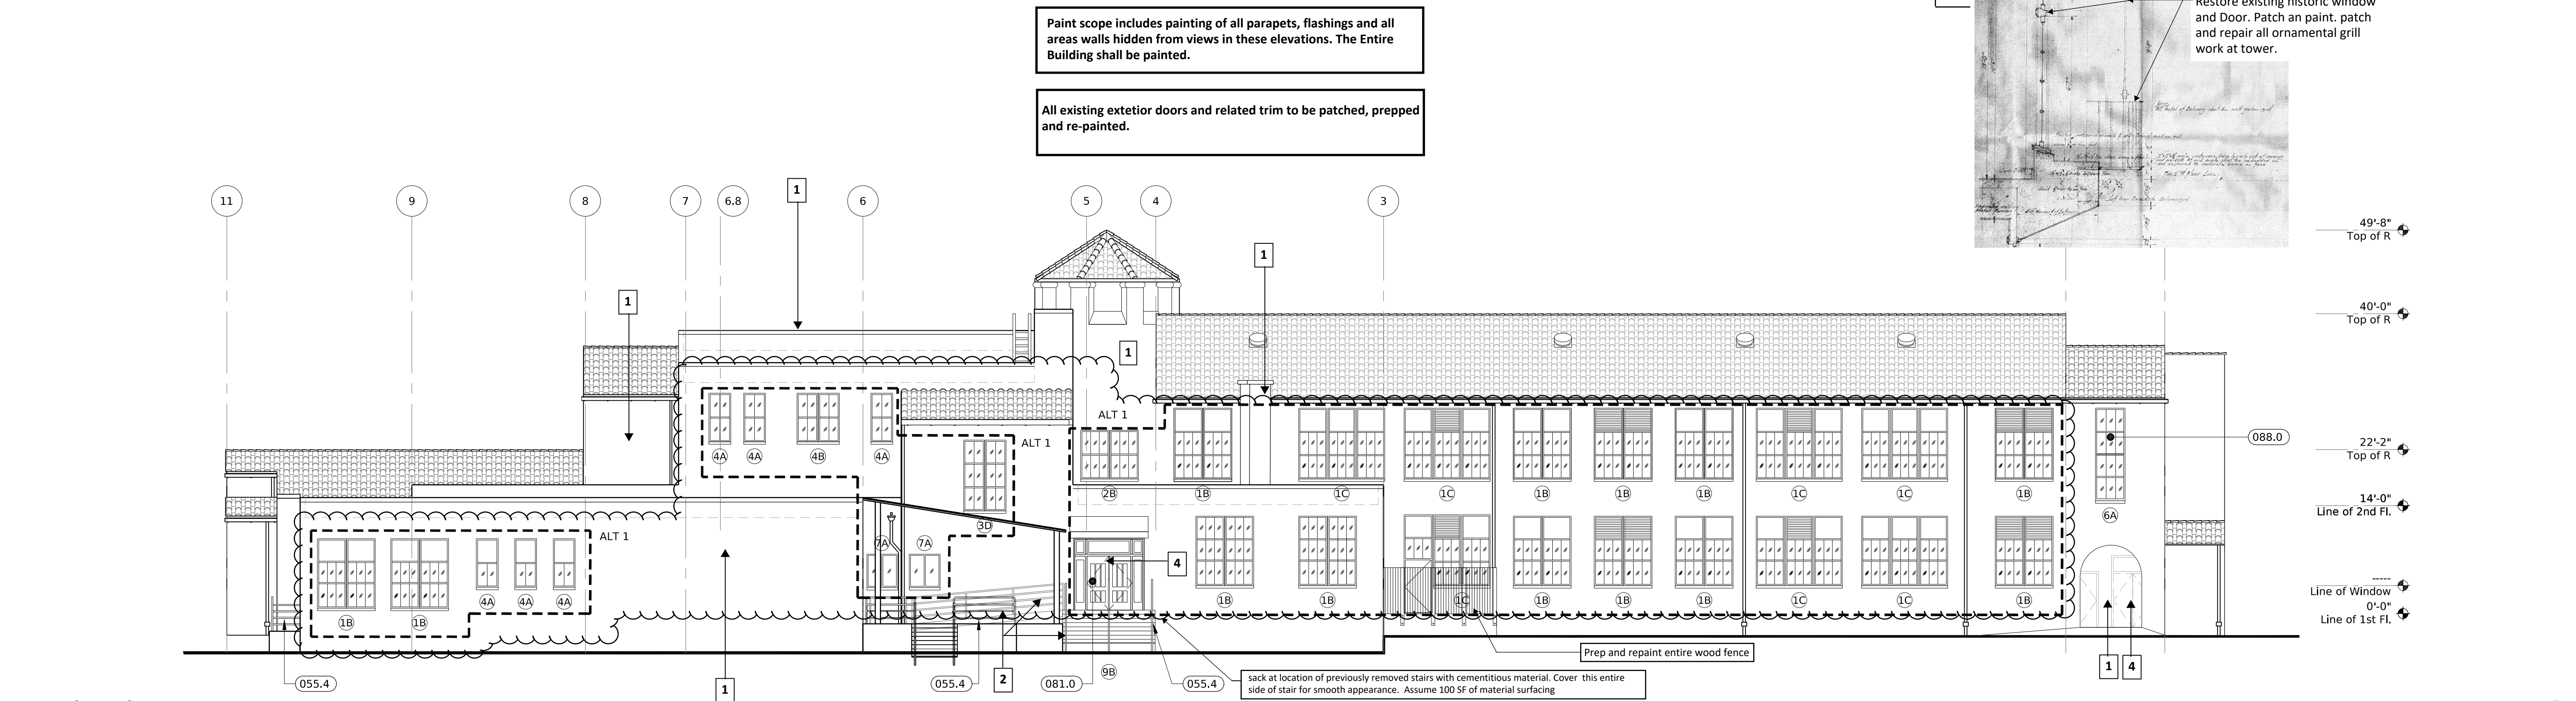 Paint scope includes painting of all parapets, flashings and all
areas walls hidden from views in these elevations. The Entire
Building shall be painted.
All existing extetior doors and related trim to be patched, prepped
and re-painted.
Restore existing historic window
and Door. Patch an paint. patch
and repair all ornamental grill
work at tower.
11
9
8
7
6.8
6
5
4
3
1
1
1
1
49'-8"
Top of R
40'-0"
Top of R
22'-2"
Top of R
14'-0"
Line of 2nd Fl.
-----
Line of Window
0'-0"
Line of 1st Fl.
ALT 1
ALT 1
ALT 1
4A
4A
4B
4A
3D
7A
7A
2B
1B
1C
1C
1B
1B
1B
1C
1C
1B
6A
088.0
1B
1B
4A
4A
4A
4
1B
1B
1C
1B
1B
1B
1C
1C
1B
Prep and repaint entire wood fence
sack at location of previously removed stairs with cementitious material. Cover this entire
side of stair for smooth appearance. Assume 100 SF of material surfacing
055.4
1
055.4
2
081.0
9B
055.4
1
4